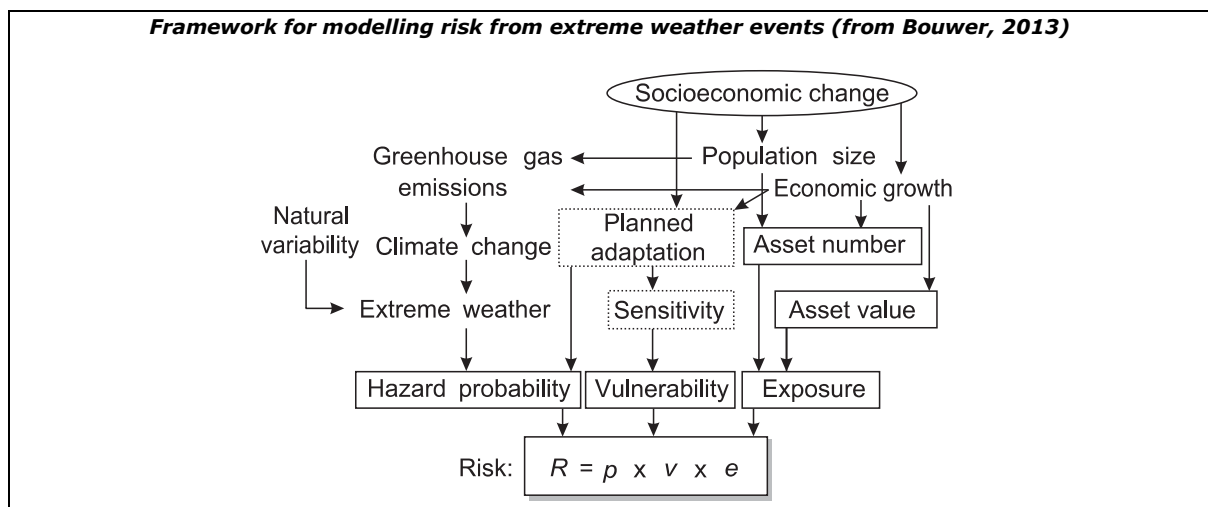 Framework for modelling risk from extreme weather events (from Bouwer, 2013)
Socioeconomic change
Greenhouse gas
emissions
Population size
Economic growth
Natural
variability
Climate change
Planned
adaptation
Asset number
Extreme weather
Sensitivity
Asset value
Hazard probability
Vulnerability
Exposure
Risk: R = p x v x e